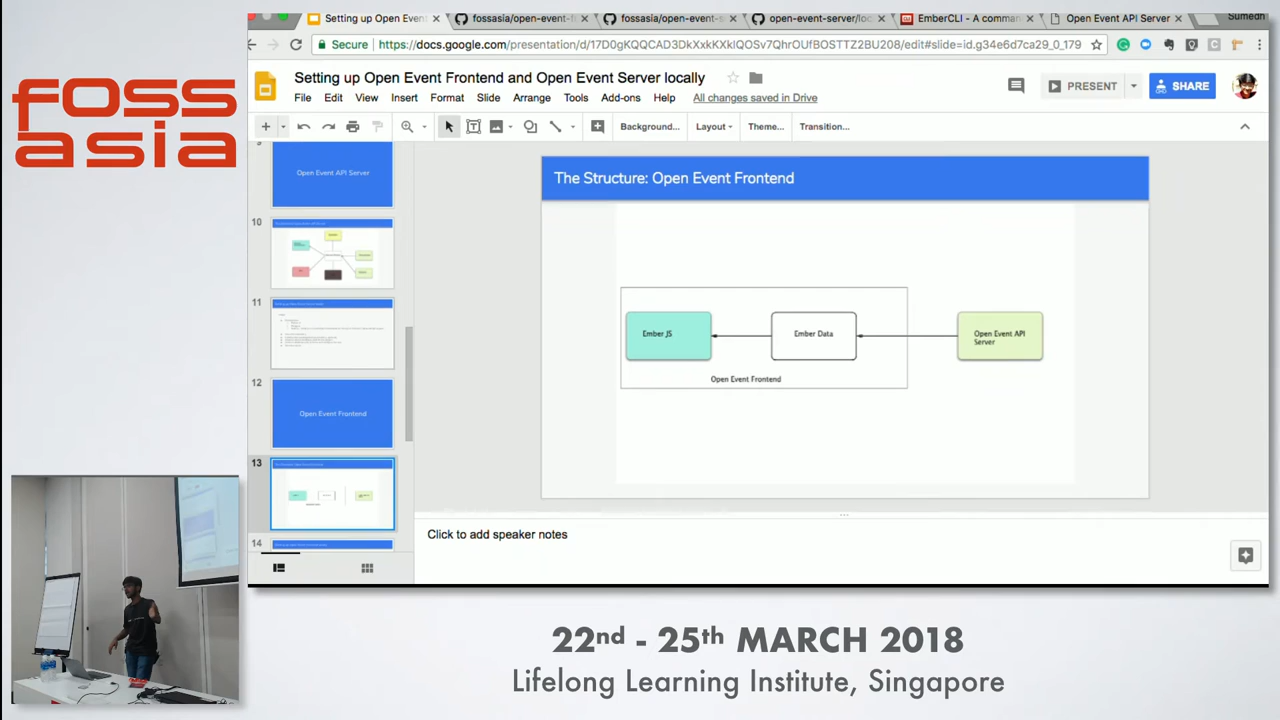 foss
asia
Setting up Open Event
fossasia/open-event-f
fossasia/open-event-s
open-event-server/loc
EmberCLI - A comman
Open Event API Server
Sumedh
Secure
https://docs.google.com/presentation/d/17D0gKQQCAD3DkXxkKXkIQOSv7QhrOUfBOSTTZ2BU208/edit#slide=id.g34e6d7ca29_0_179
Setting up Open Event Frontend and Open Event Server locally
PRESENT
SHARE
File Edit View Insert Format Slide Arrange Tools Add-ons Help All changes saved in Drive
Background... Layout Theme... Transition...
9
Open Event API Server
10
11
12
Open Event Frontend
13
14
The Structure: Open Event Frontend
Ember JS
Ember Data
Open Event API
Server
Open Event Frontend
Click to add speaker notes
22nd - 25th MARCH 2018
Lifelong Learning Institute, Singapore